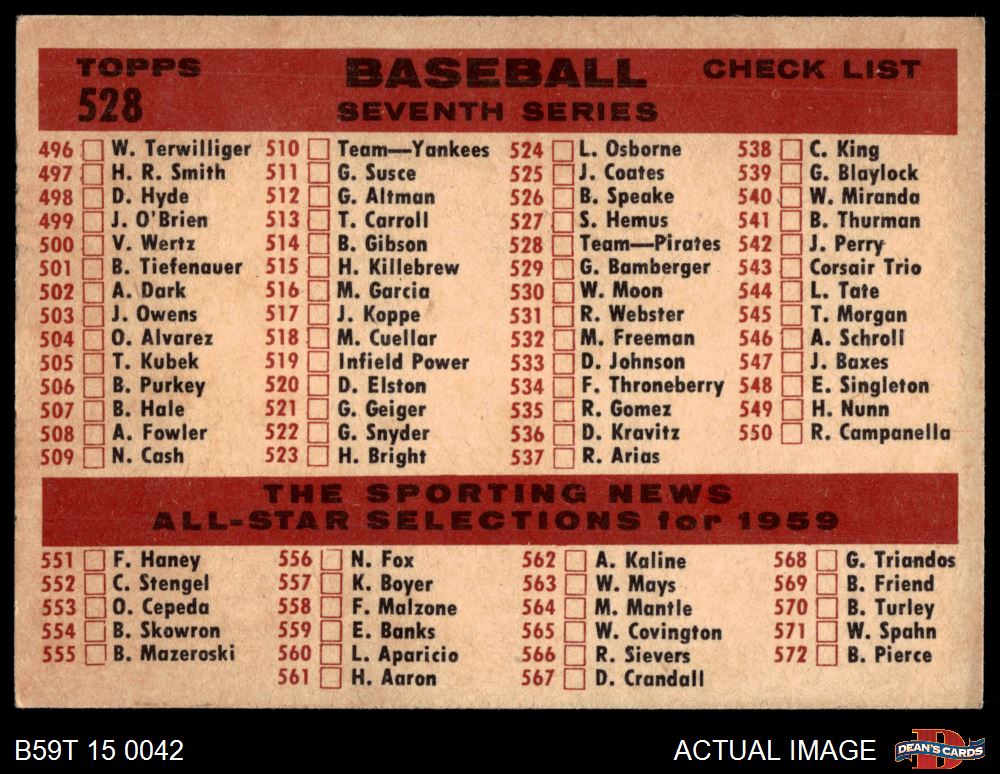 TOPPS BASEBALL CHECK LIST
528 SEVENTH SERIES
496 W. Terwilliger 510 Team—Yankees 524 L. Osborne 538 C. King
497 H. R. Smith 511 G. Susce 525 J. Coates 539 G. Blaylock
498 D. Hyde 512 G. Altman 526 B. Speake 540 W. Miranda
499 J. O'Brien 513 T. Carroll 527 S. Hemus 541 B. Thurman
500 V. Wertz 514 B. Gibson 528 Team—Pirates 542 J. Perry
501 B. Tiefenauer 515 H. Killebrew 529 G. Bamberger 543 Corsair Trio
502 A. Dark 516 M. Garcia 530 W. Moon 544 L. Tate
503 J. Owens 517 J. Koppe 531 R. Webster 545 T. Morgan
504 O. Alvarez 518 M. Cuellar 532 M. Freeman 546 A. Schroll
505 T. Kubek 519 Infield Power 533 D. Johnson 547 J. Baxes
506 B. Purkey 520 D. Elston 534 F. Throneberry 548 E. Singleton
507 B. Hale 521 G. Geiger 535 R. Gomez 549 H. Nunn
508 A. Fowler 522 G. Snyder 536 D. Kravitz 550 R. Campanella
509 N. Cash 523 H. Bright 537 R. Arias
THE SPORTING NEWS
ALL-STAR SELECTIONS for 1959
551 F. Haney 556 N. Fox 562 A. Kaline 568 G. Triandos
552 C. Stengel 557 K. Boyer 563 W. Mays 569 B. Friend
553 O. Cepeda 558 F. Malzone 564 M. Mantle 570 B. Turley
554 B. Skowron 559 E. Banks 565 W. Covington 571 W. Spahn
555 B. Mazeroski 560 L. Aparicio 566 R. Sievers 572 B. Pierce
561 H. Aaron 567 D. Crandall
B59T 15 0042 ACTUAL IMAGE DEAN'S CARDS